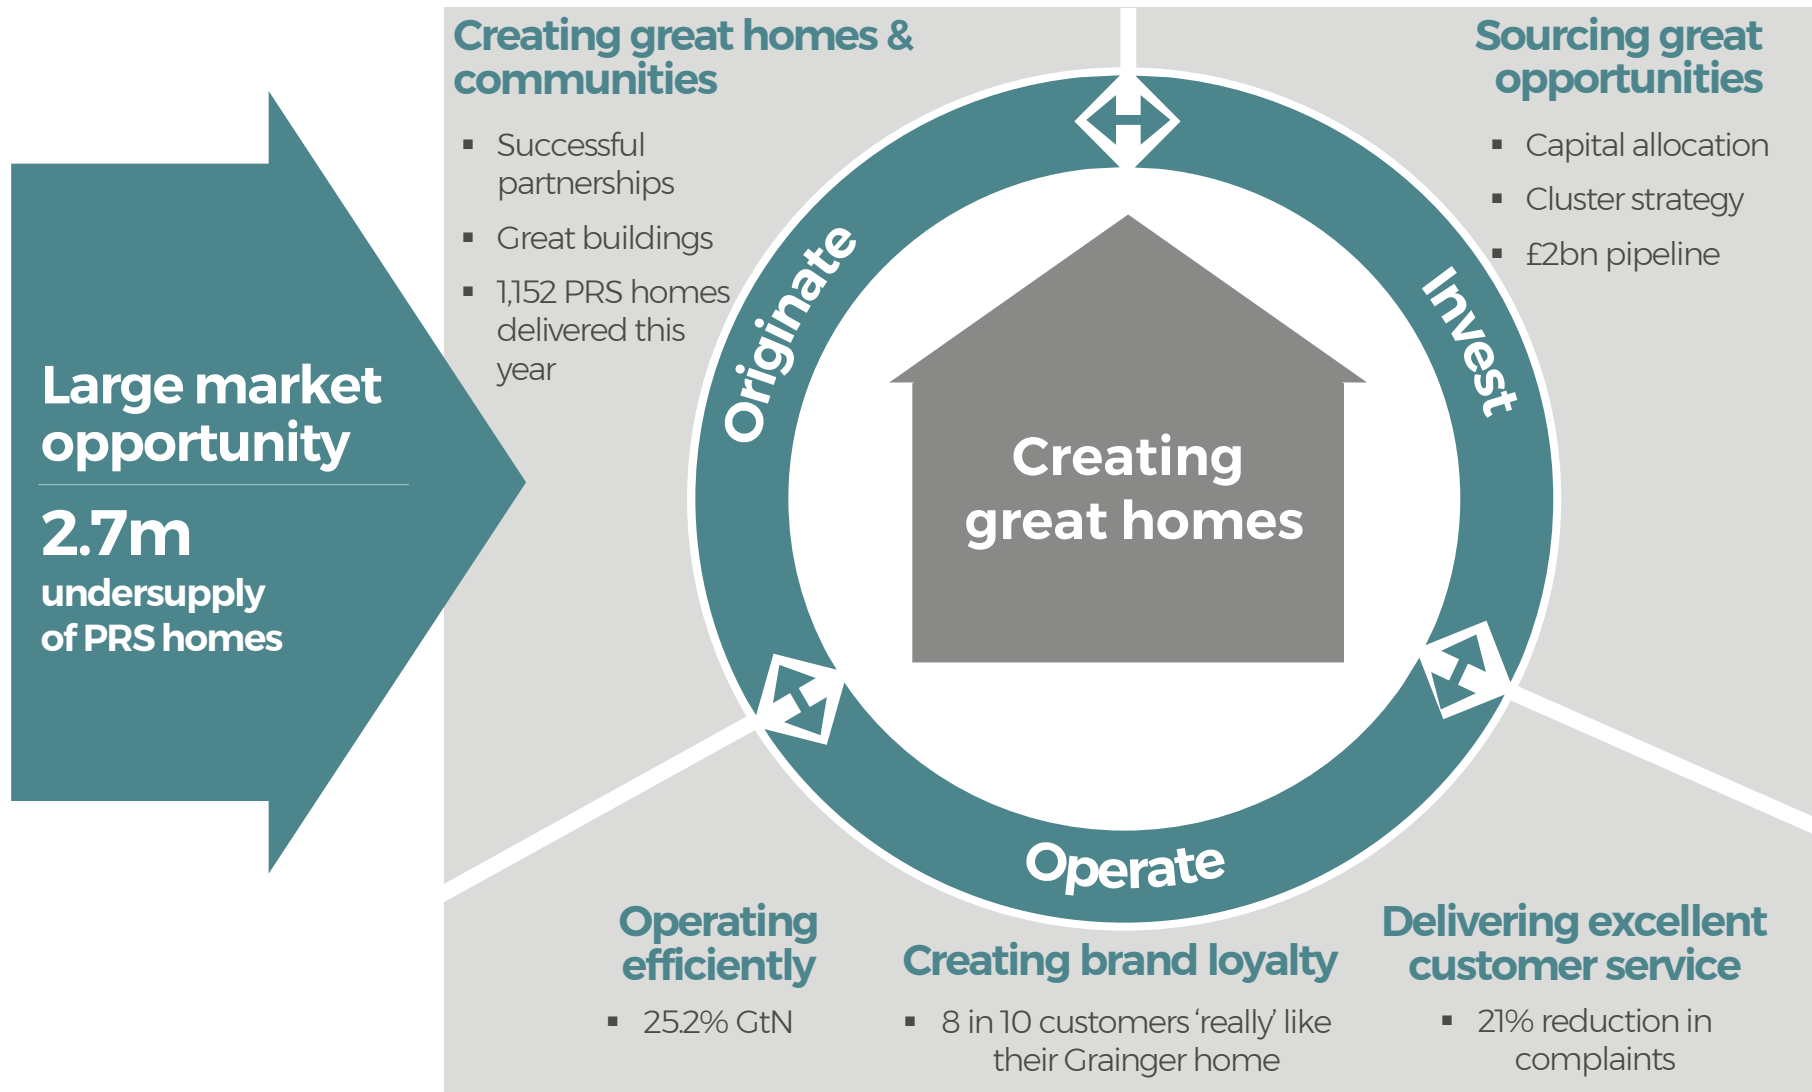 Large market
opportunity
2.7m
undersupply
of PRS homes
Creating great homes &
communities
▪ Successful
partnerships
▪ Great buildings
▪ 1,152 PRS homes
delivered this
year
Sourcing great
opportunities
▪ Capital allocation
▪ Cluster strategy
▪ £2bn pipeline
Originate
Invest
Creating
great homes
Operate
Operating
efficiently
▪ 25.2% GtN
Creating brand loyalty
▪ 8 in 10 customers ‘really’ like
their Grainger home
Delivering excellent
customer service
▪ 21% reduction in
complaints